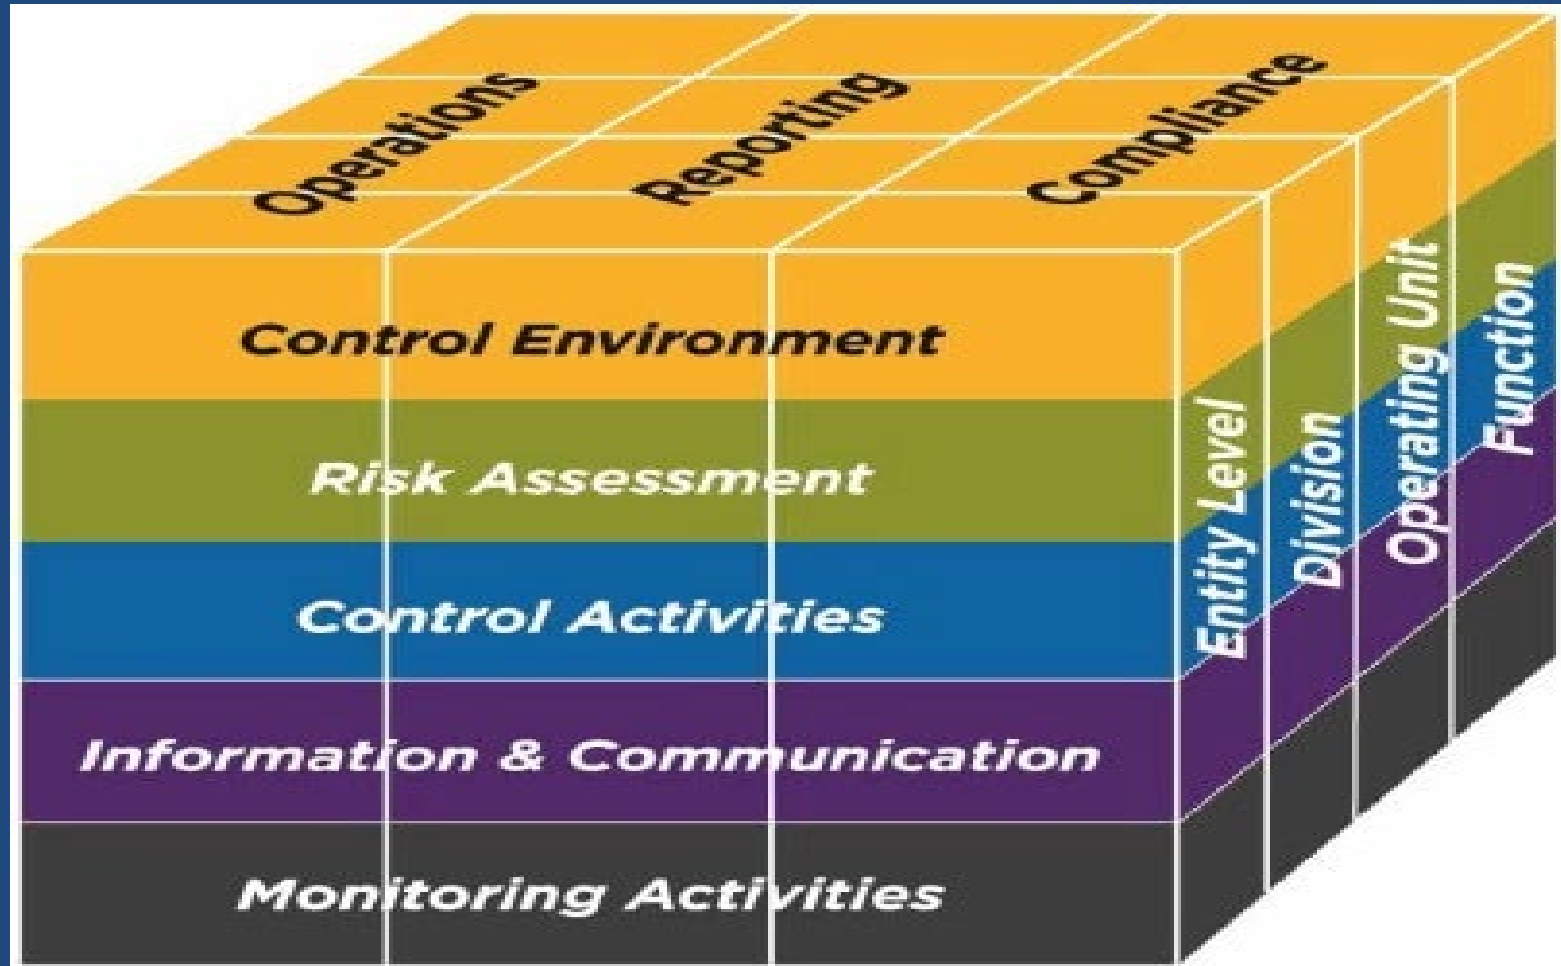 Operations
Reporting
Compliance
Control Environment
Risk Assessment
Control Activities
Information & Communication
Monitoring Activities
Entity Level
Division
Operating Unit
Function